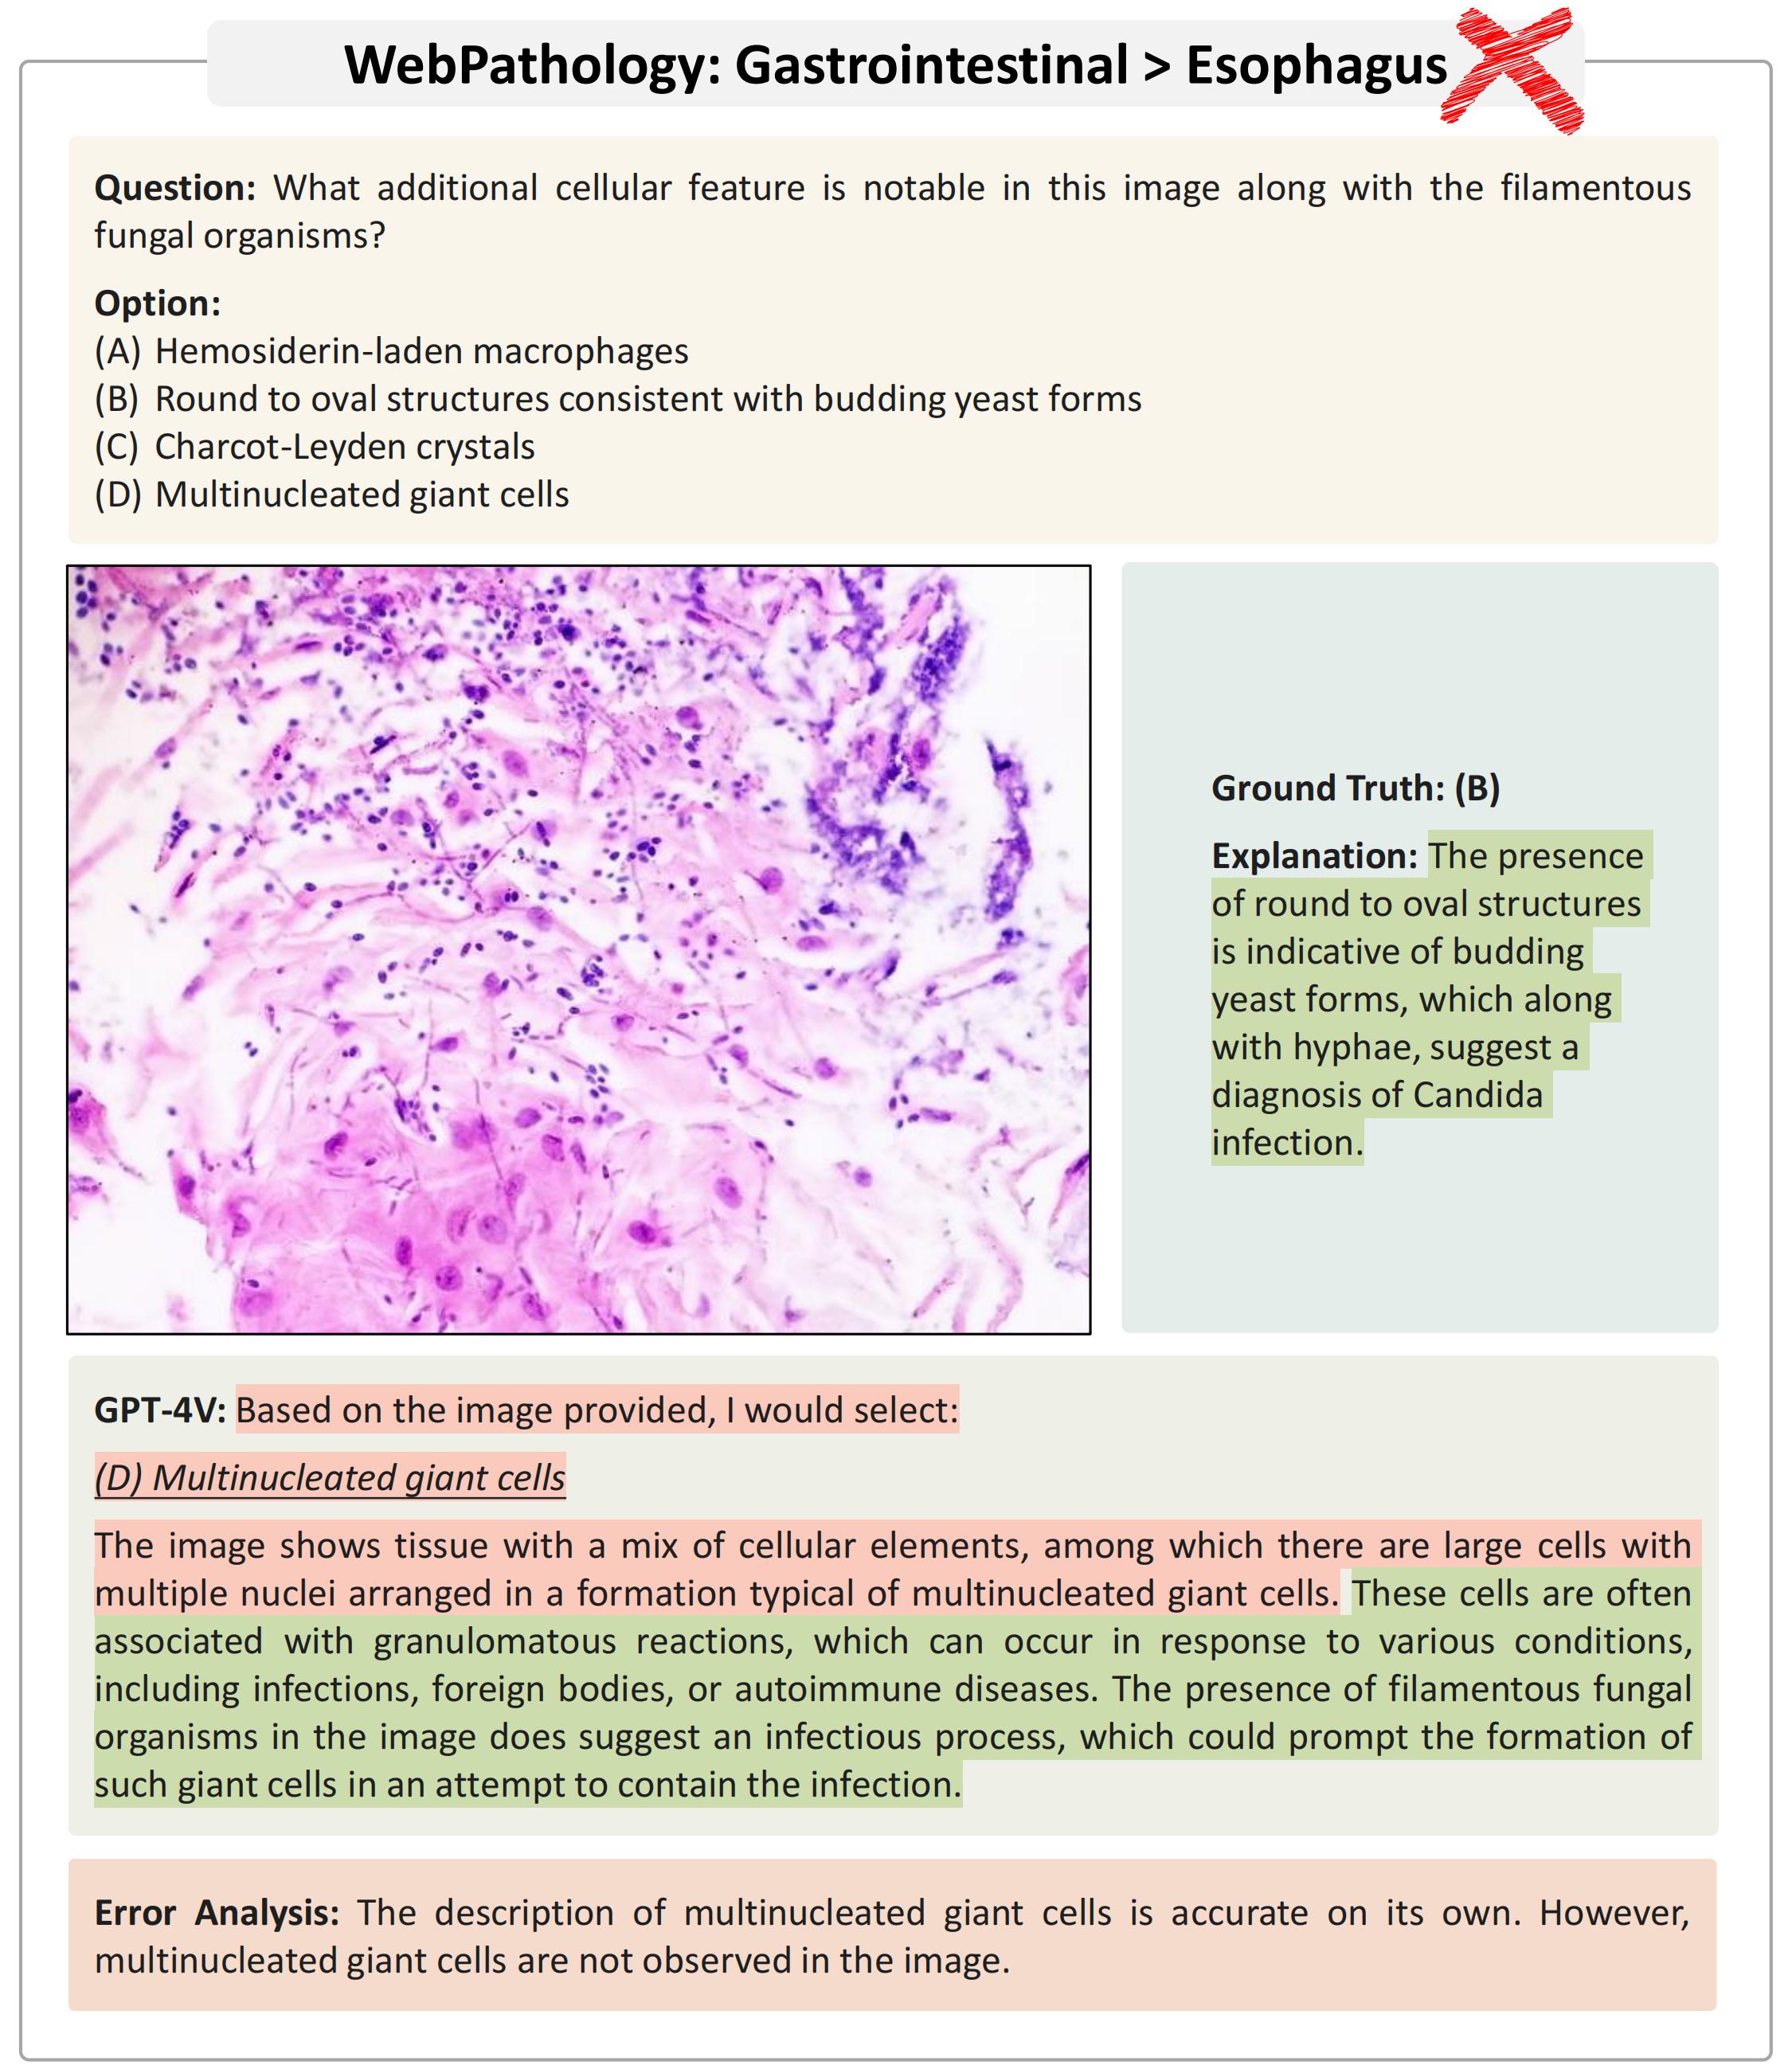 WebPathology: Gastrointestinal > Esophagus
Question: What additional cellular feature is notable in this image along with the filamentous
fungal organisms?
Option:
(A) Hemosiderin-laden macrophages
(B) Round to oval structures consistent with budding yeast forms
(C) Charcot-Leyden crystals
(D) Multinucleated giant cells
Ground Truth: (B)
Explanation: The presence
of round to oval structures
is indicative of budding
yeast forms, which along
with hyphae, suggest a
diagnosis of Candida
infection.
GPT-4V: Based on the image provided, I would select:
(D) Multinucleated giant cells
The image shows tissue with a mix of cellular elements, among which there are large cells with
multiple nuclei arranged in a formation typical of multinucleated giant cells. These cells are often
associated with granulomatous reactions, which can occur in response to various conditions,
including infections, foreign bodies, or autoimmune diseases. The presence of filamentous fungal
organisms in the image does suggest an infectious process, which could prompt the formation of
such giant cells in an attempt to contain the infection.
Error Analysis: The description of multinucleated giant cells is accurate on its own. However,
multinucleated giant cells are not observed in the image.